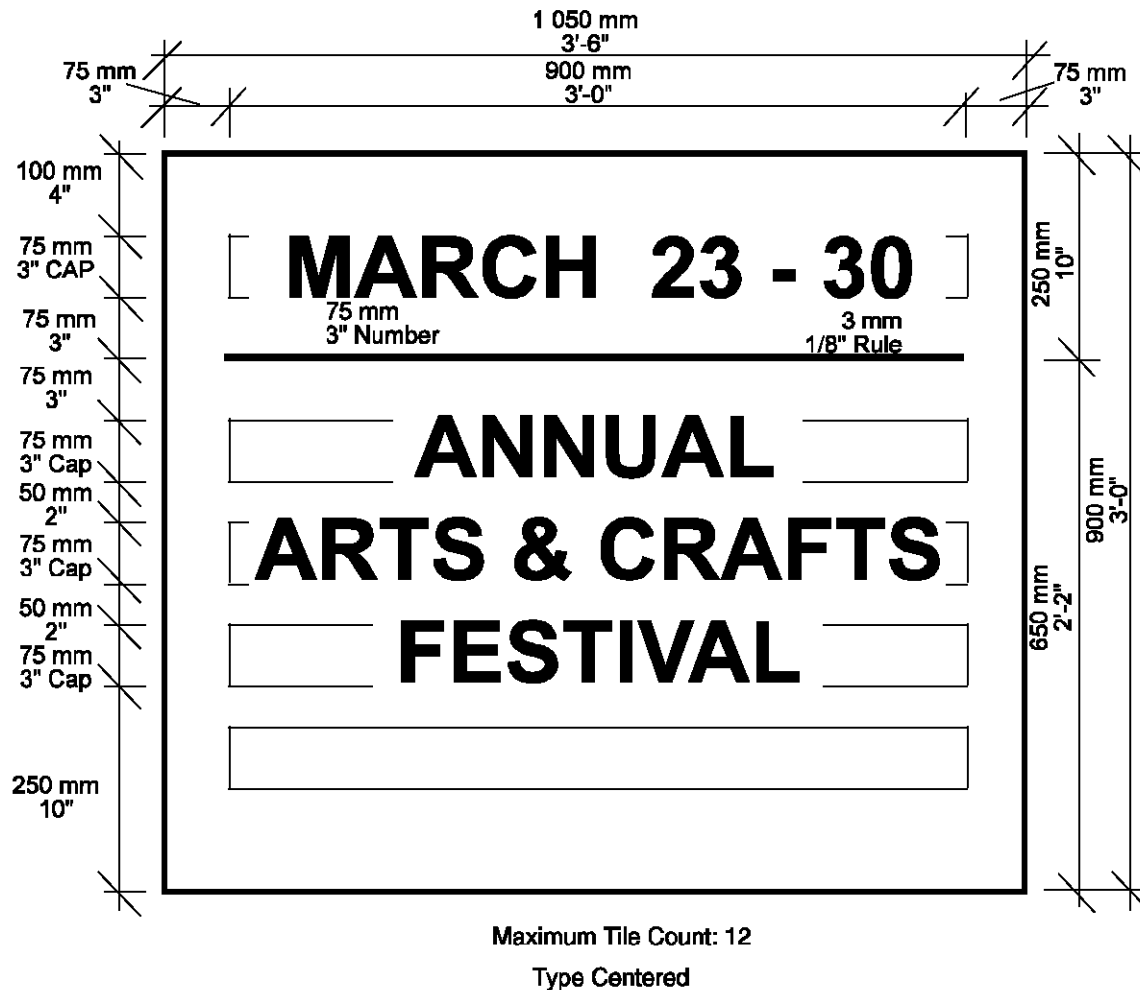 1 050 mm
3'-6"
75 mm
3"
900 mm
3'-0"
75 mm
3"
100 mm
4"
75 mm
3" CAP
MARCH 23 - 30
250 mm
10"
75 mm
3" Number
3 mm
1/8" Rule
75 mm
3"
75 mm
3"
75 mm
3" Cap
ANNUAL
50 mm
2"
900 mm
3'-0"
75 mm
3" Cap
ARTS & CRAFTS
50 mm
2"
650 mm
2'-2"
75 mm
3" Cap
FESTIVAL
250 mm
10"
Maximum Tile Count: 12
Type Centered